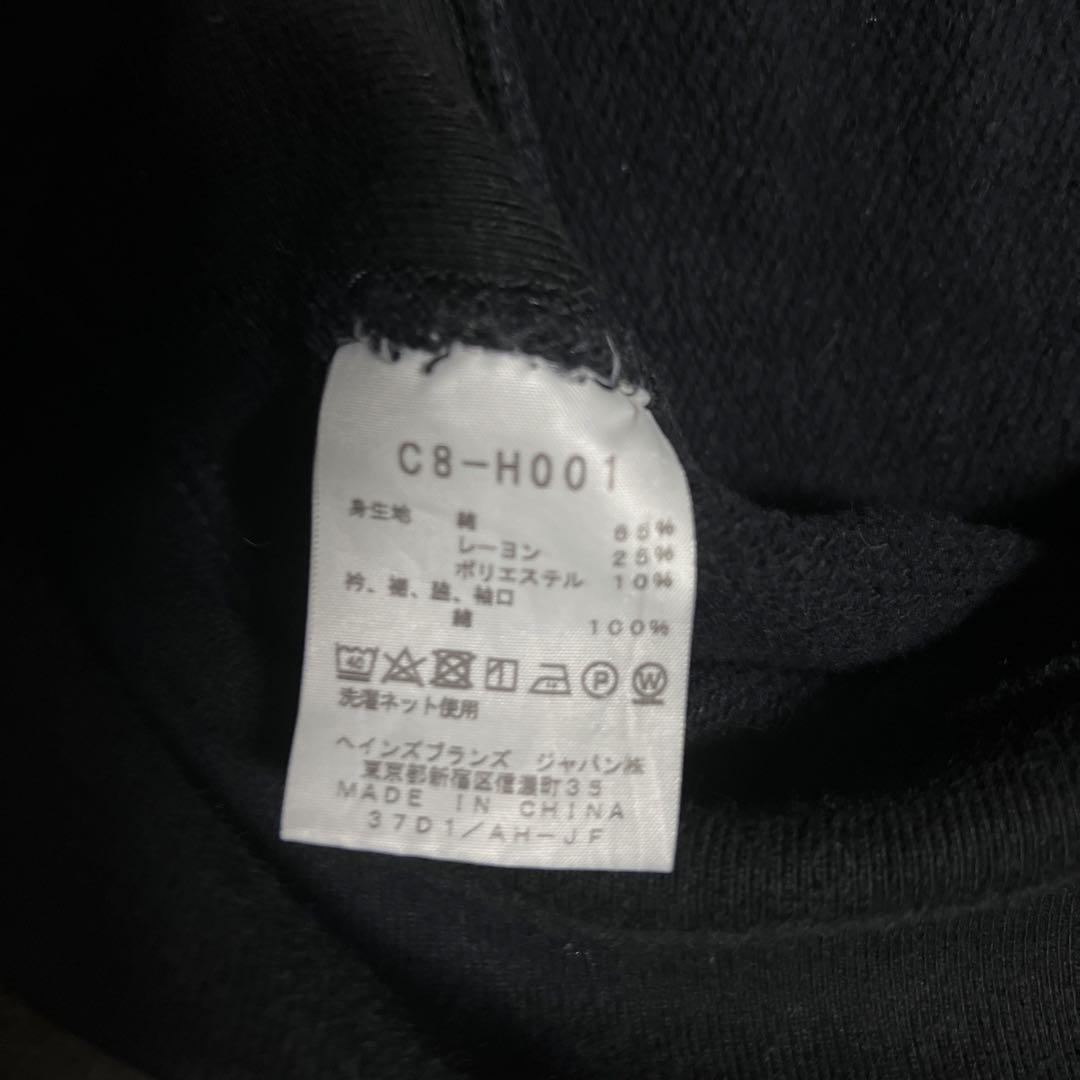 C8-H001
身生地 綿 65%
レーヨン 25%
ポリエステル 10%
衿、裾、脇、袖口
綿 100%
40 P W
洗濯ネット使用
ヘインズブランズ ジャパン㈱
東京都新宿区信濃町35
MADE IN CHINA
37D1/AH-JF